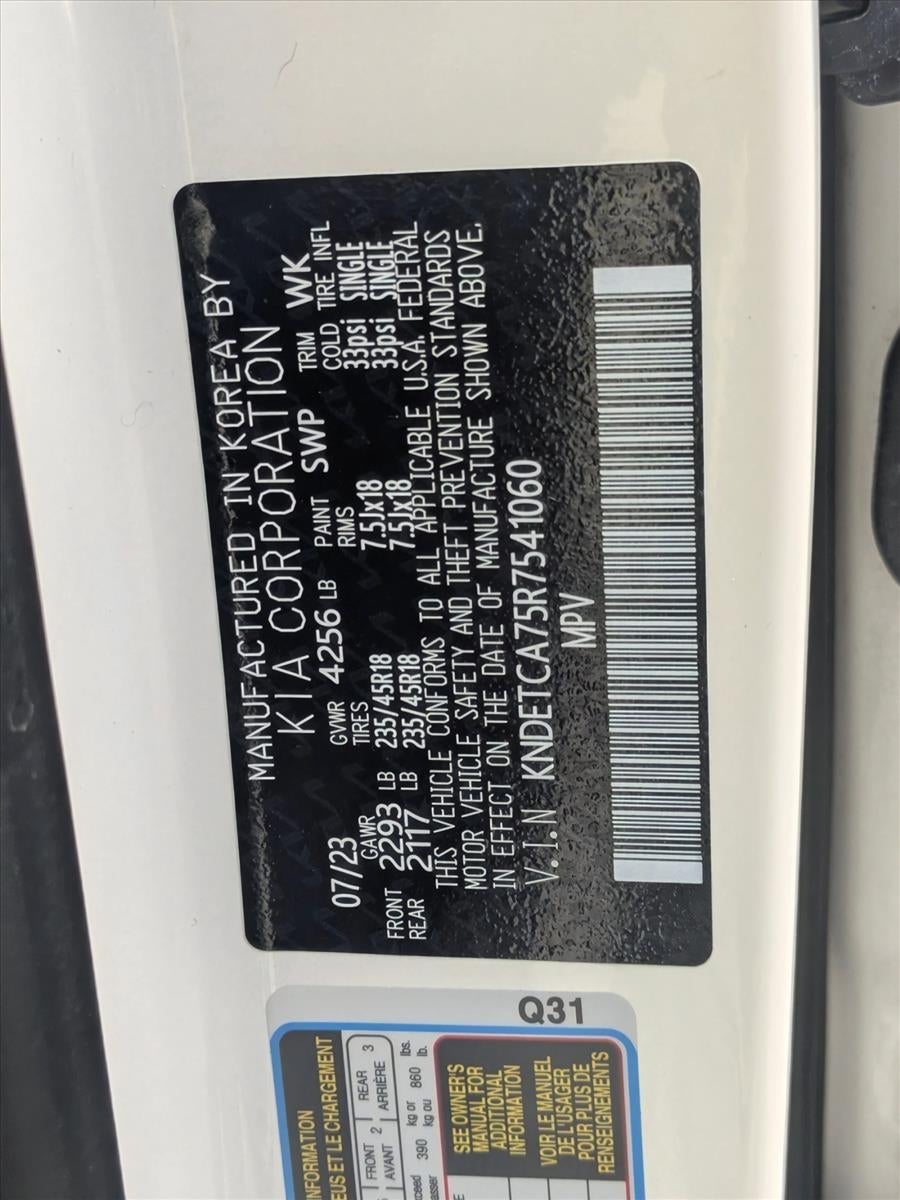 MANUFACTURED IN KOREA BY
KIA CORPORATION
07/23 GVWR 4256 LB PAINT SWP TRIM WK
GAWR TIRES RIMS COLD TIRE INFL
FRONT 2293 LB 235/45R18 7.5Jx18 33psi SINGLE
REAR 2117 LB 235/45R18 7.5Jx18 33psi SINGLE
THIS VEHICLE CONFORMS TO ALL APPLICABLE U.S.A. FEDERAL
MOTOR VEHICLE SAFETY AND THEFT PREVENTION STANDARDS
IN EFFECT ON THE DATE OF MANUFACTURE SHOWN ABOVE.
V.I.N KNDETCA75R7541060
MPV
INFORMATION
EUS ET LE CHARGEMENT
FRONT 2 REAR 3
AVANT ARRIÈRE
390 kg or 860 lbs.
kg ou lb.
SEE OWNER'S
MANUAL FOR
ADDITIONAL
INFORMATION
VOIR LE MANUEL
DE L'USAGER
POUR PLUS DE
RENSEIGNEMENTS
Q31